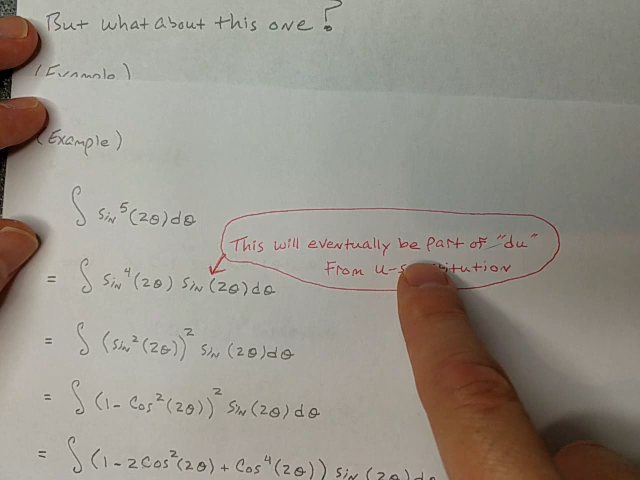 But what about this one?
(Example)
(Example)
∫ sin⁵(2θ)dθ
This will eventually be part of "du"
From u-
= ∫ sin⁴(2θ) sin(2θ)dθ
= ∫ (sin²(2θ))² sin(2θ)dθ
= ∫ (1-Cos²(2θ))² sin(2θ)dθ
= ∫ (1-2Cos²(2θ) + Cos⁴(2θ)) sin(2θ)dθ